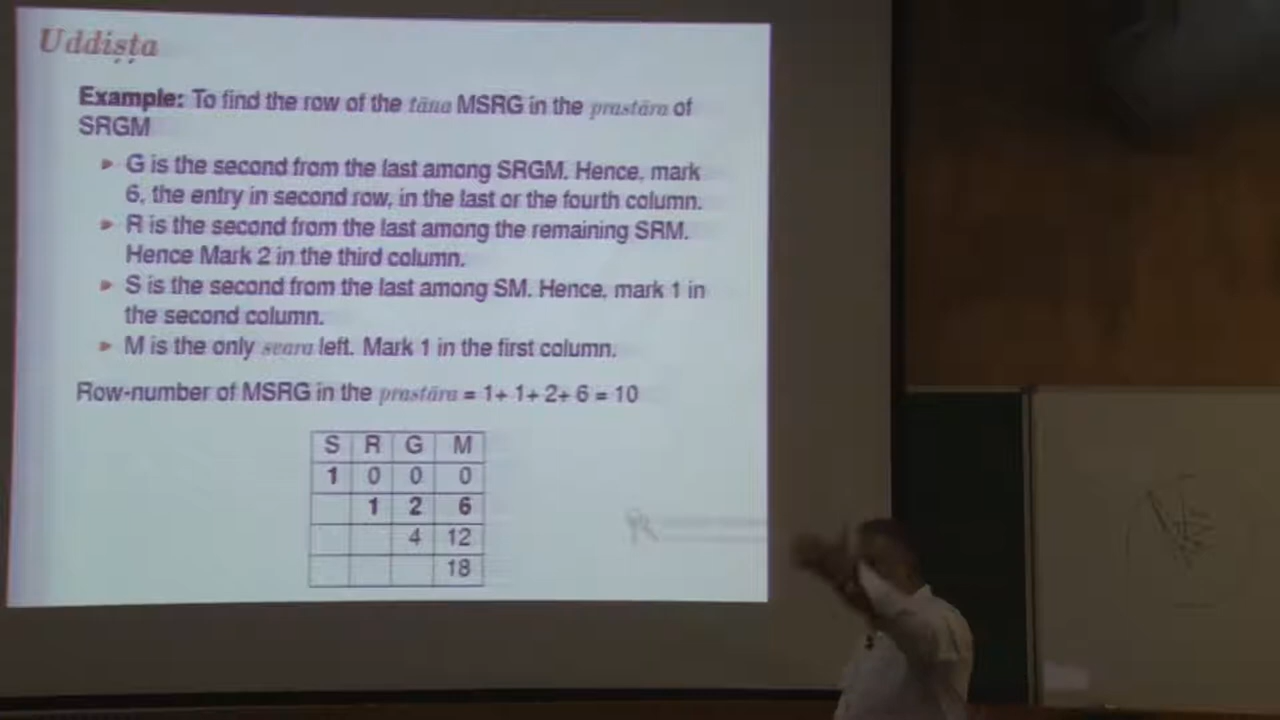 Uddiṣṭa
Example: To find the row of the tāna MSRG in the prastāra of
SRGM
G is the second from the last among SRGM. Hence, mark
6, the entry in second row, in the last or the fourth column.
R is the second from the last among the remaining SRM.
Hence Mark 2 in the third column.
S is the second from the last among SM. Hence, mark 1 in
the second column.
M is the only svara left. Mark 1 in the first column.
Row-number of MSRG in the prastāra = 1+ 1+ 2+ 6 = 10
S R G M
1 0 0 0
1 2 6
4 12
18